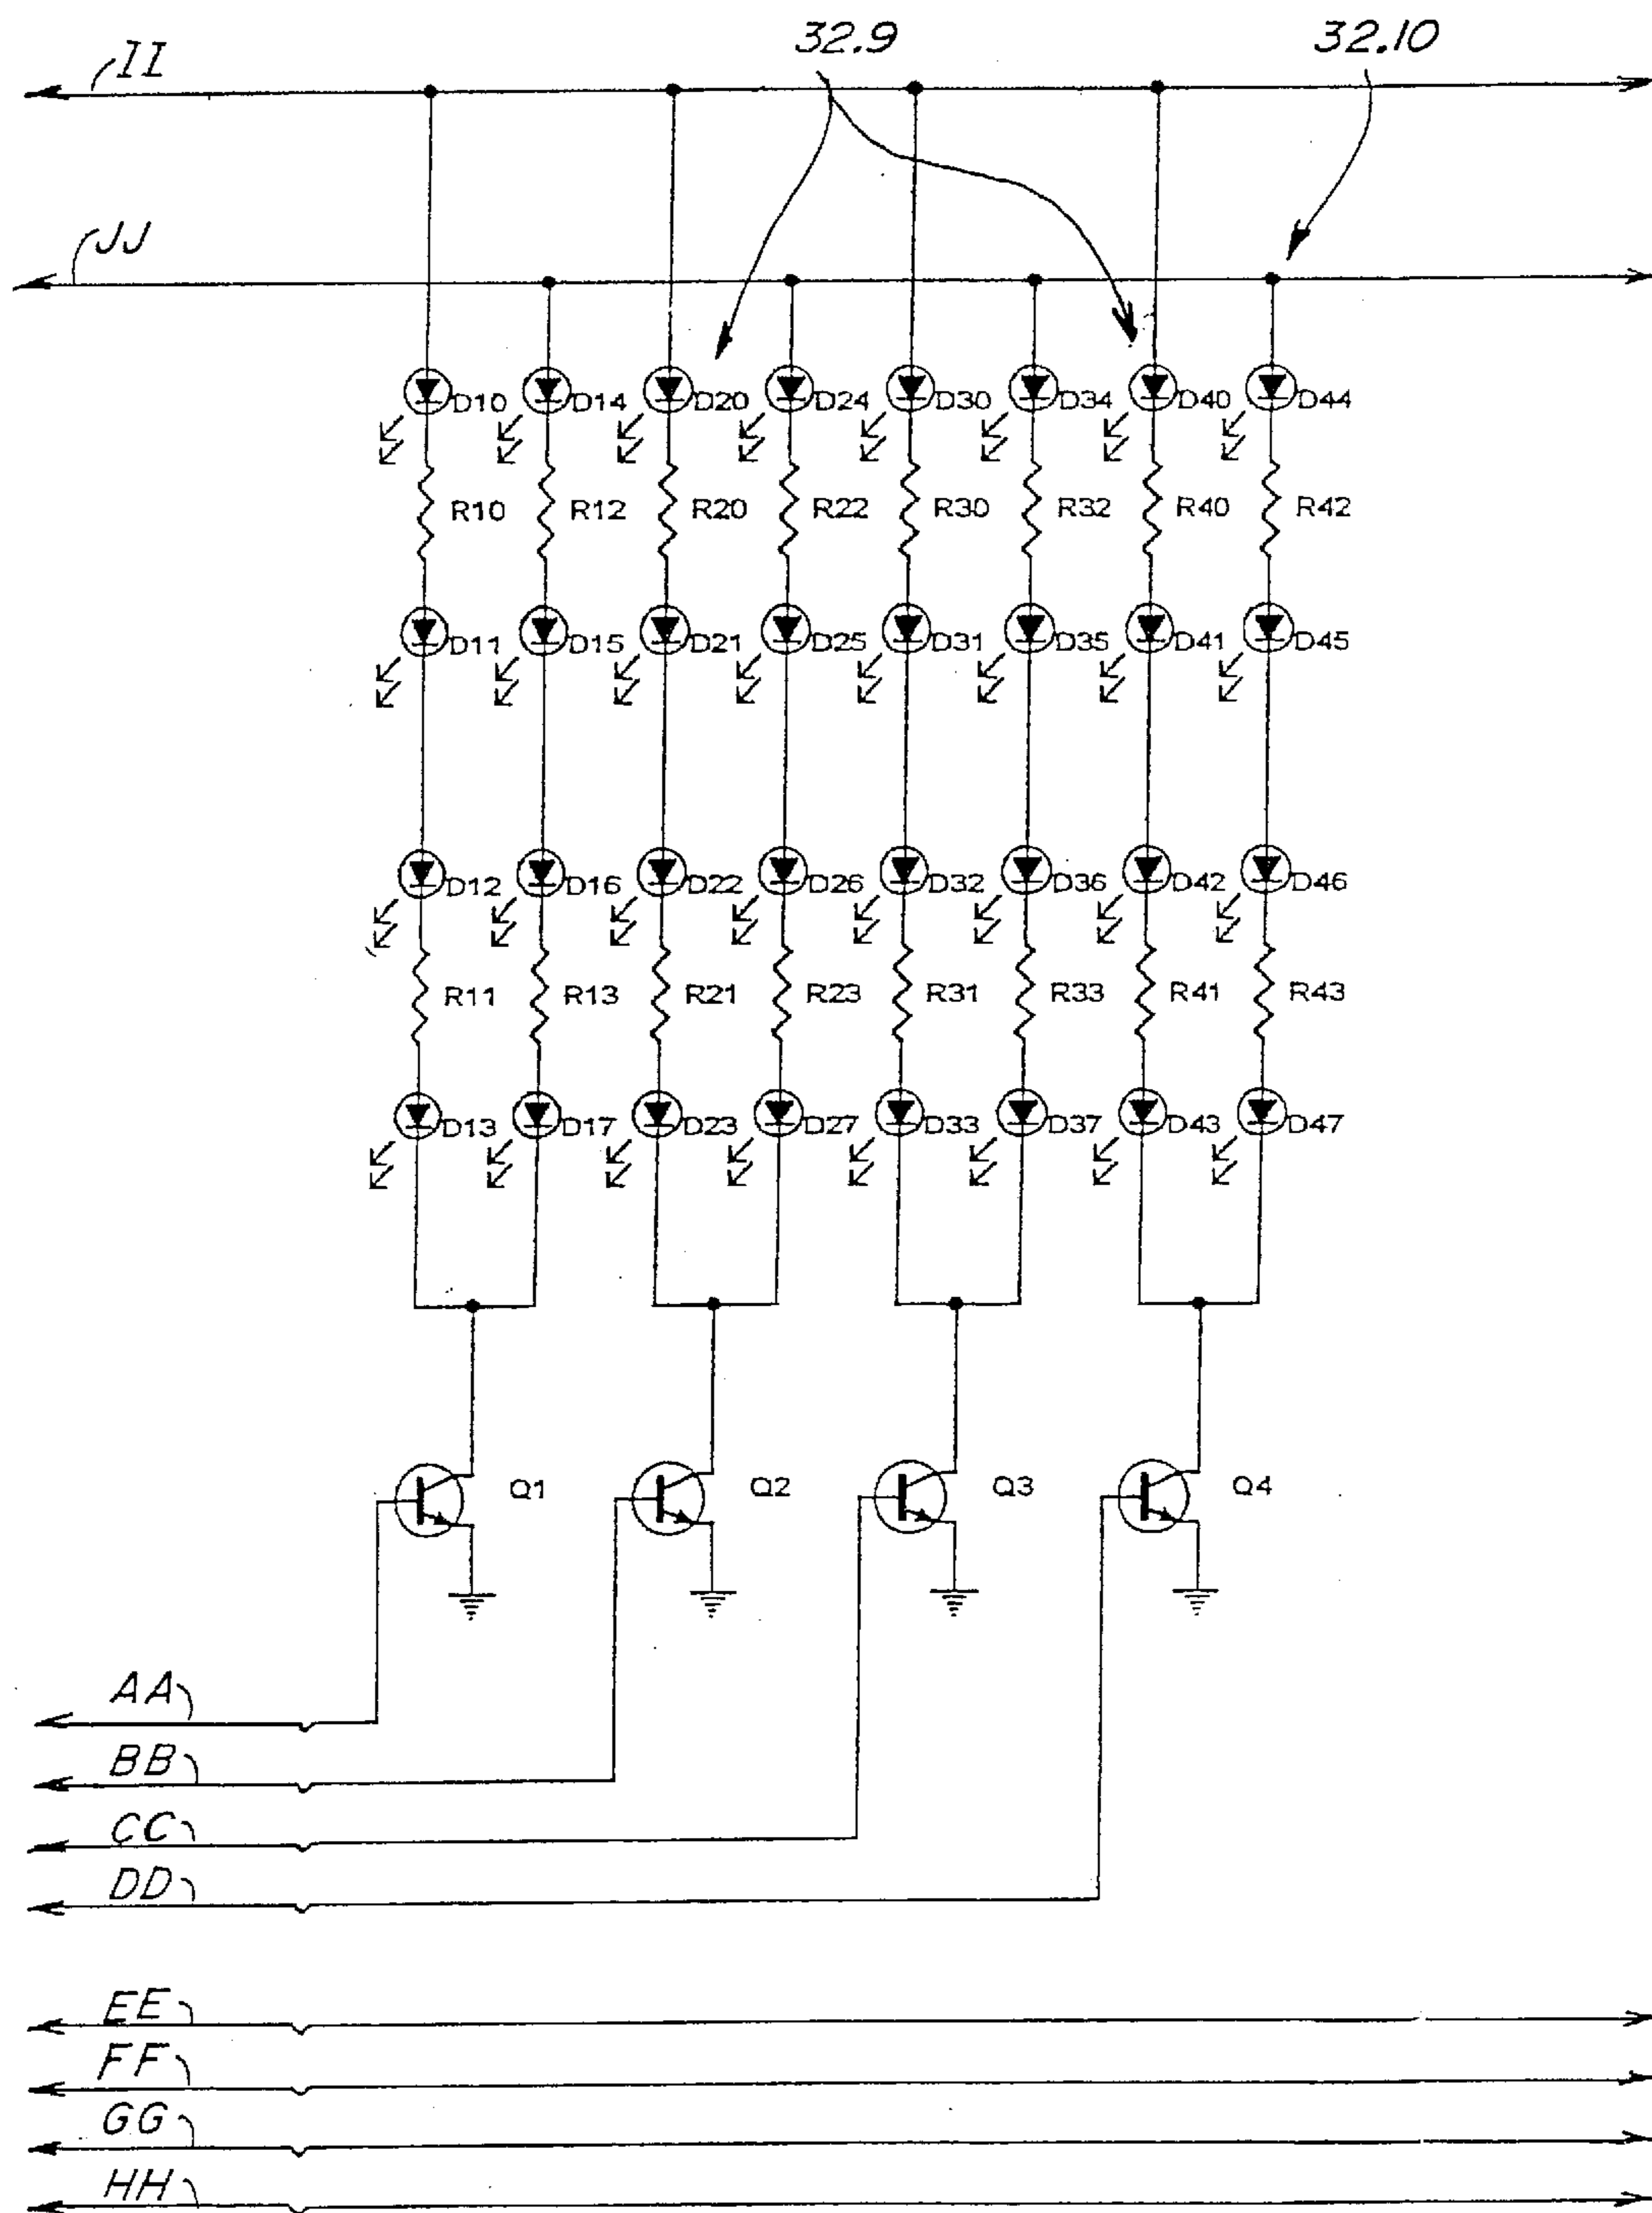 32.9 32.10
II
JJ
D10 D14 D20 D24 D30 D34 D40 D44
R10 R12 R20 R22 R30 R32 R40 R42
D11 D15 D21 D25 D31 D35 D41 D45
D12 D16 D22 D26 D32 D36 D42 D46
R11 R13 R21 R23 R31 R33 R41 R43
D13 D17 D23 D27 D33 D37 D43 D47
Q1 Q2 Q3 Q4
AA
BB
CC
DD
EE
FF
GG
HH